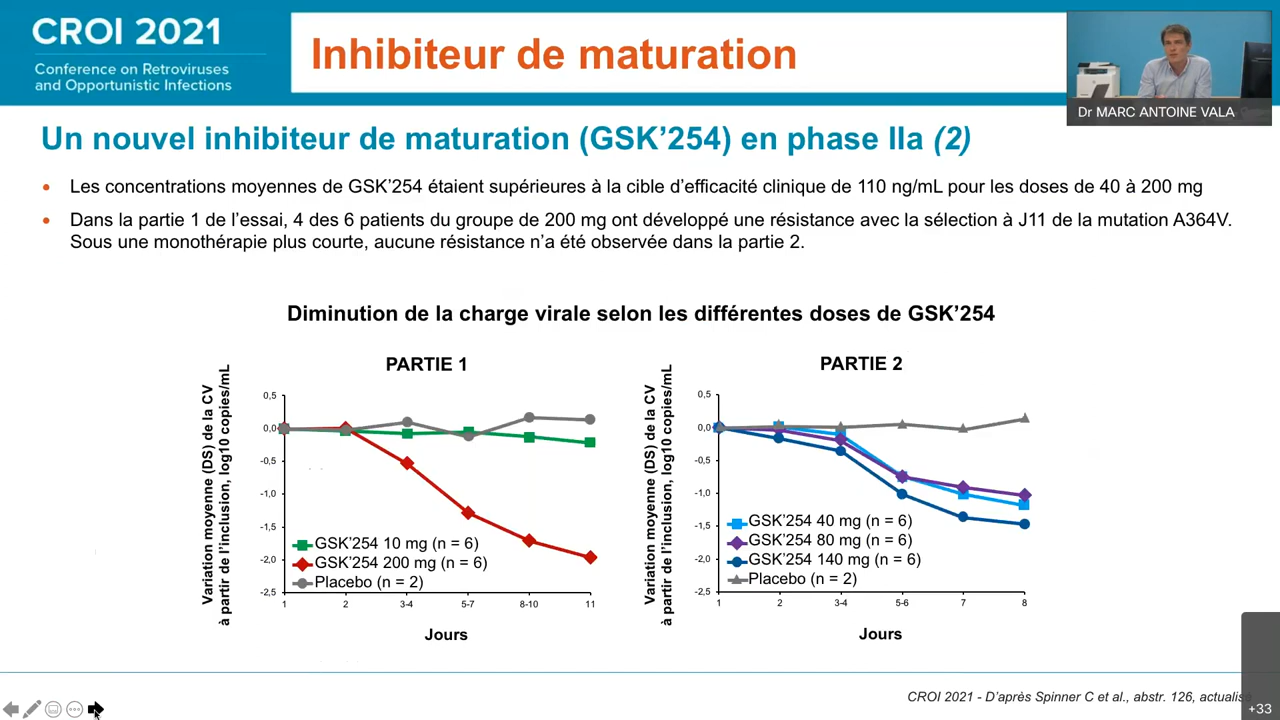 CROI 2021
Conference on Retroviruses
and Opportunistic Infections
Inhibiteur de maturation
Dr MARC ANTOINE VALA
Un nouvel inhibiteur de maturation (GSK’254) en phase IIa (2)
• Les concentrations moyennes de GSK’254 étaient supérieures à la cible d’efficacité clinique de 110 ng/mL pour les doses de 40 à 200 mg
• Dans la partie 1 de l’essai, 4 des 6 patients du groupe de 200 mg ont développé une résistance avec la sélection à J11 de la mutation A364V.
Sous une monothérapie plus courte, aucune résistance n’a été observée dans la partie 2.
Diminution de la charge virale selon les différentes doses de GSK’254
PARTIE 1
Variation moyenne (DS) de la CV
à partir de l’inclusion, log10 copies/mL
0,5
0,0
-0,5
-1,0
-1,5
-2,0
-2,5
GSK’254 10 mg (n = 6)
GSK’254 200 mg (n = 6)
Placebo (n = 2)
1 2 3-4 5-7 8-10 11
Jours
PARTIE 2
Variation moyenne (DS) de la CV
à partir de l’inclusion, log10 copies/mL
0,5
0,0
-0,5
-1,0
-1,5
-2,0
-2,5
GSK’254 40 mg (n = 6)
GSK’254 80 mg (n = 6)
GSK’254 140 mg (n = 6)
Placebo (n = 2)
1 2 3-4 5-6 7 8
Jours
CROI 2021 - D’après Spinner C et al., abstr. 126, actualis
+33